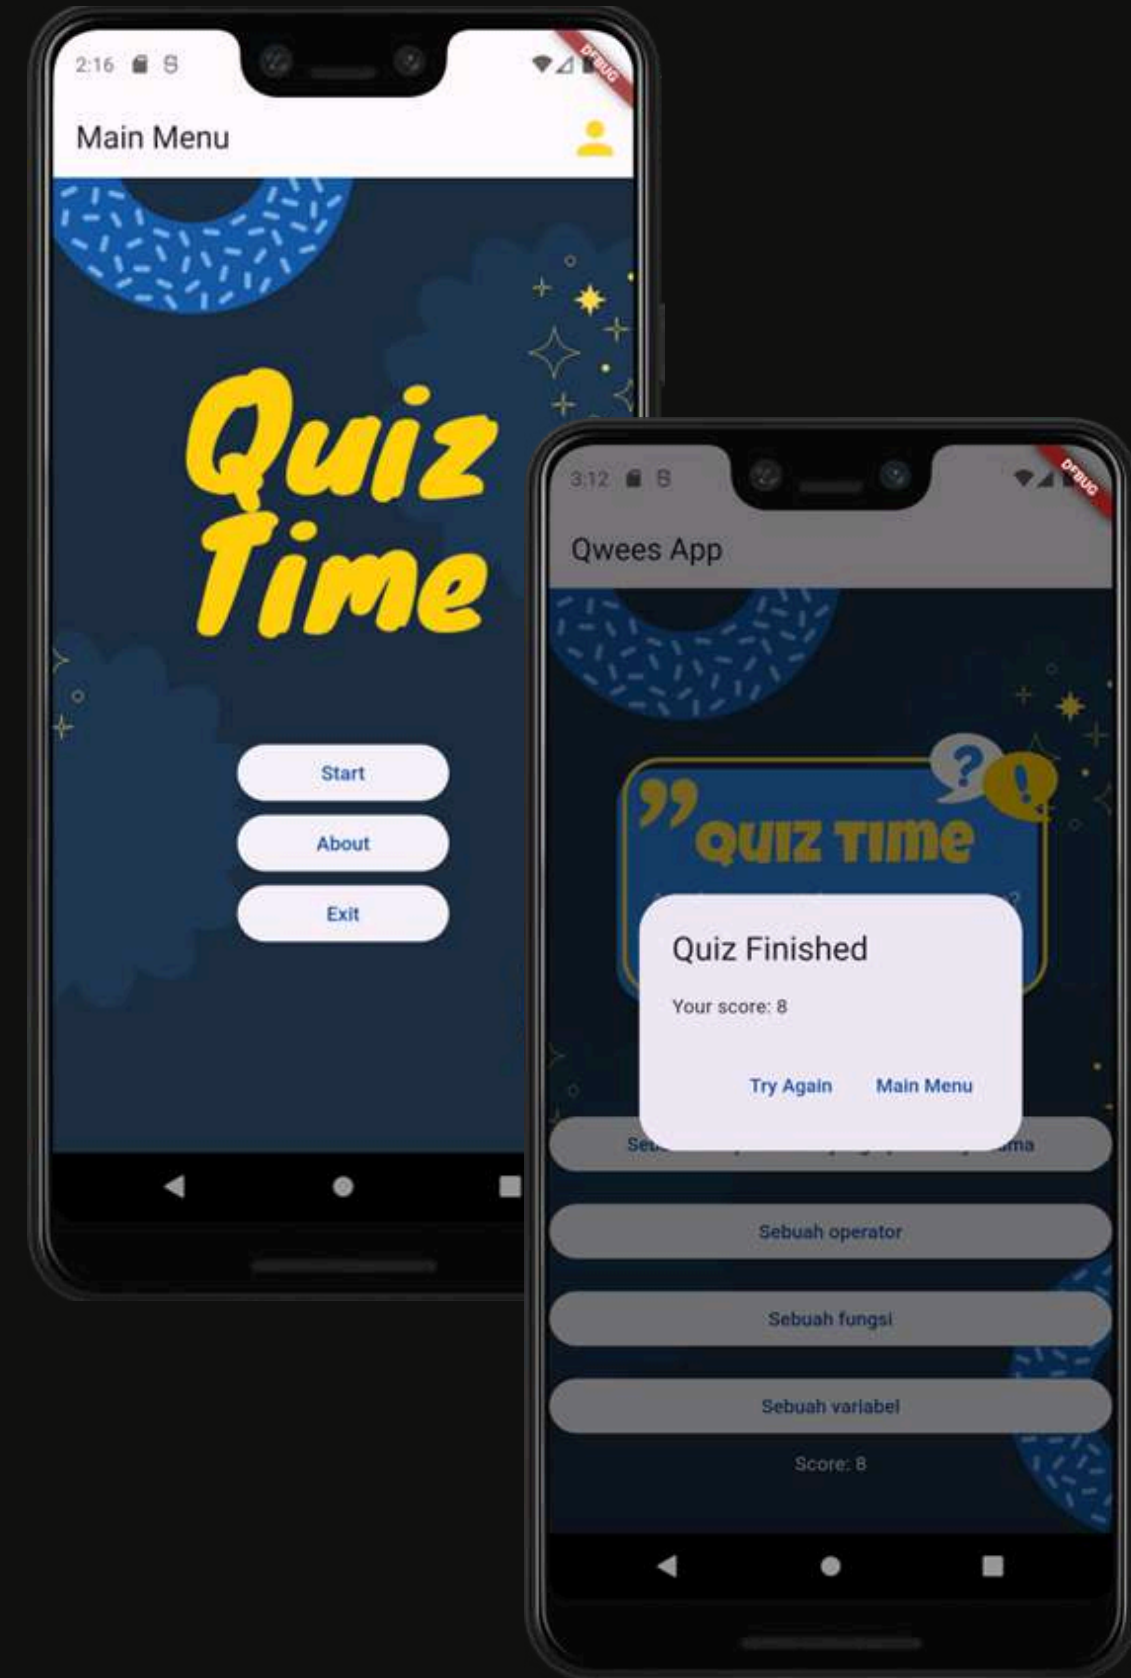 2:16
DEBUG
Main Menu
Quiz
Time
Start
About
Exit
3:12
DEBUG
Qwees App
?
!
QUIZ TIME
?
Quiz Finished
Your score: 8
Try Again Main Menu
Sebuah operator
Sebuah fungsi
Sebuah variabel
Score: 8